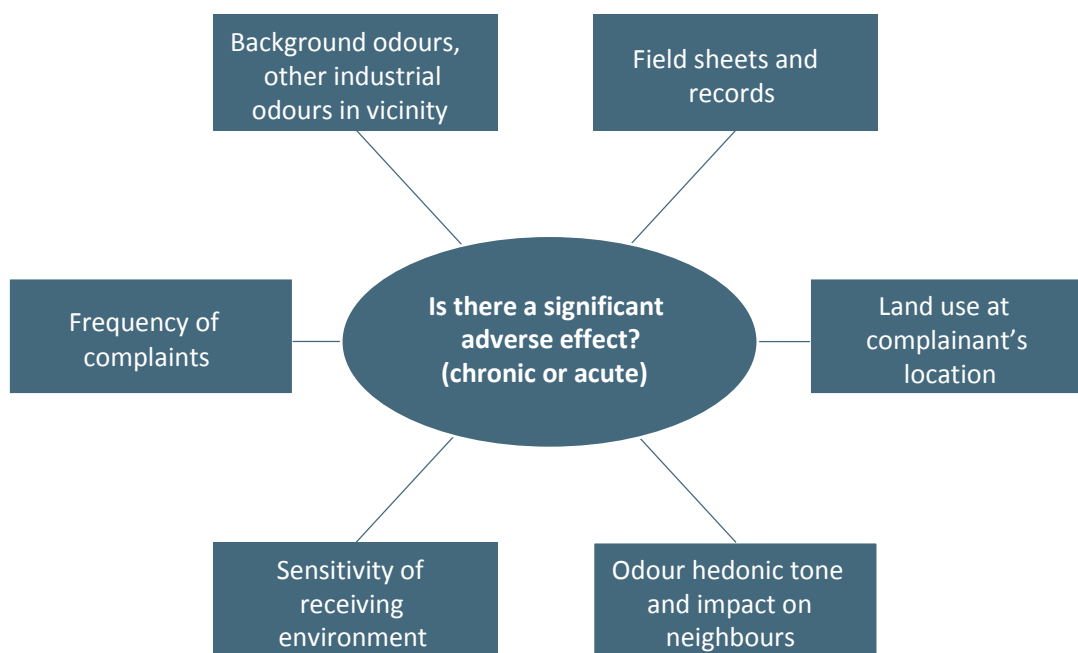 Background odours,
other industrial
odours in vicinity
Field sheets and
records
Frequency of
complaints
Is there a significant
adverse effect?
(chronic or acute)
Land use at
complainant’s
location
Sensitivity of
receiving
environment
Odour hedonic tone
and impact on
neighbours